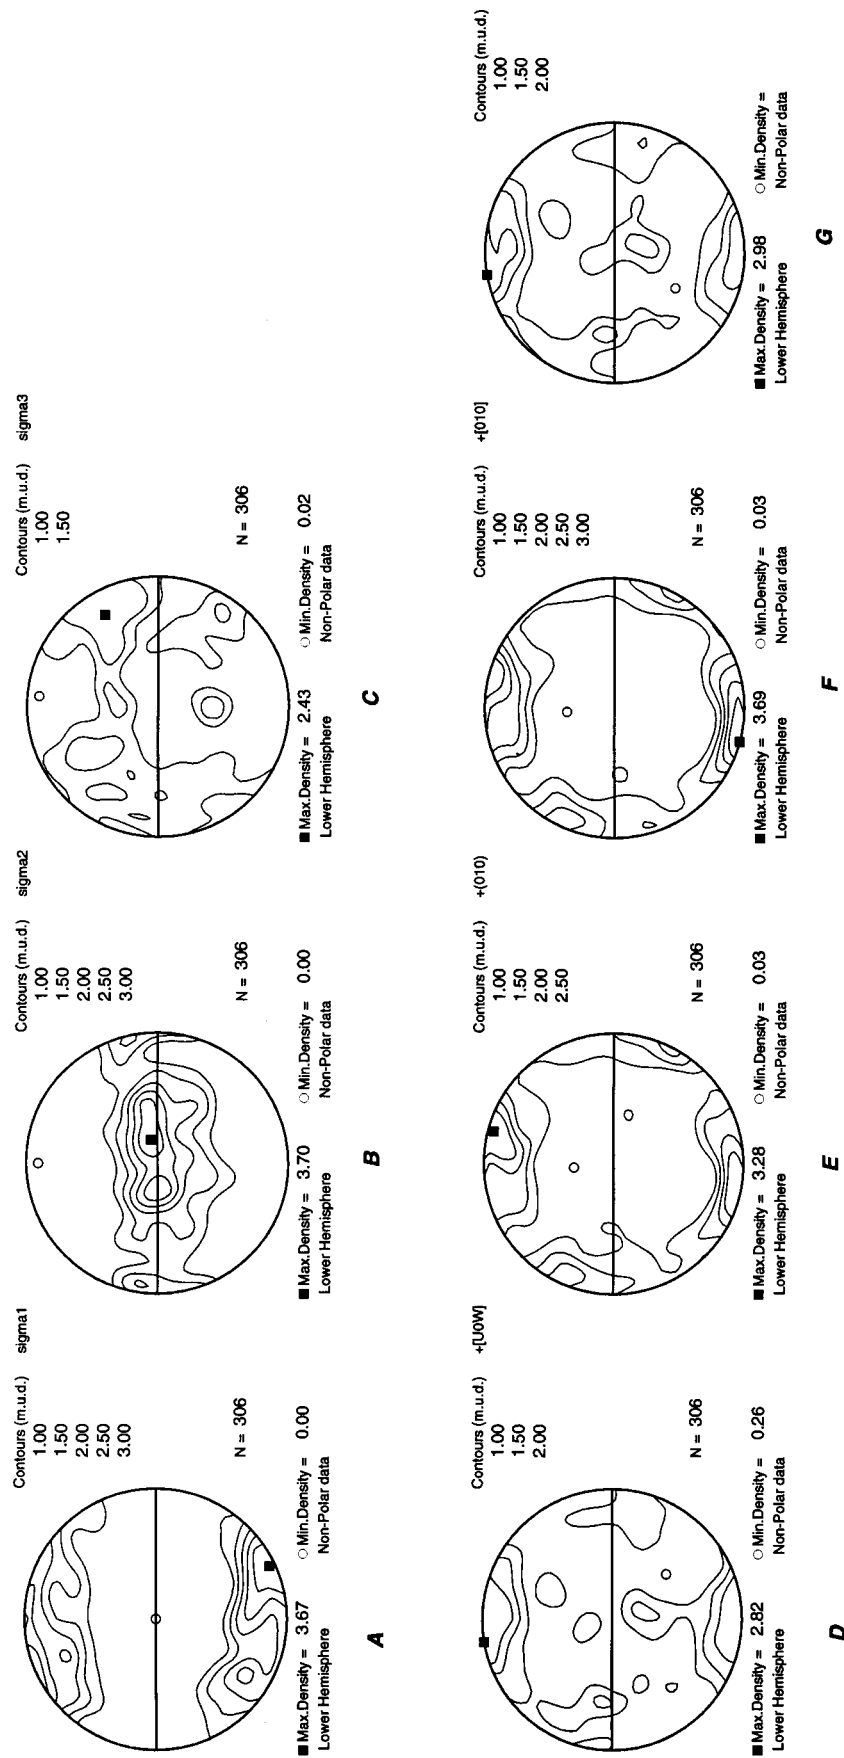 Contours (m.u.d.) sigma1
1.00
1.50
2.00
2.50
3.00
N = 306
Max.Density = 3.67 Min.Density = 0.00
Lower Hemisphere Non-Polar data
A
Contours (m.u.d.) sigma2
1.00
1.50
2.00
2.50
3.00
N = 306
Max.Density = 3.70 Min.Density = 0.00
Lower Hemisphere Non-Polar data
B
Contours (m.u.d.) sigma3
1.00
1.50
N = 306
Max.Density = 2.43 Min.Density = 0.02
Lower Hemisphere Non-Polar data
C
Contours (m.u.d.) +[U0W]
1.00
1.50
2.00
N = 306
Max.Density = 2.82 Min.Density = 0.26
Lower Hemisphere Non-Polar data
D
Contours (m.u.d.) +(010)
1.00
1.50
2.00
2.50
N = 306
Max.Density = 3.28 Min.Density = 0.03
Lower Hemisphere Non-Polar data
E
Contours (m.u.d.) +[010]
1.00
1.50
2.00
2.50
3.00
N = 306
Max.Density = 3.69 Min.Density = 0.03
Lower Hemisphere Non-Polar data
F
Contours (m.u.d.)
1.00
1.50
2.00
Max.Density = 2.98 Min.Density =
Lower Hemisphere Non-Polar data
G